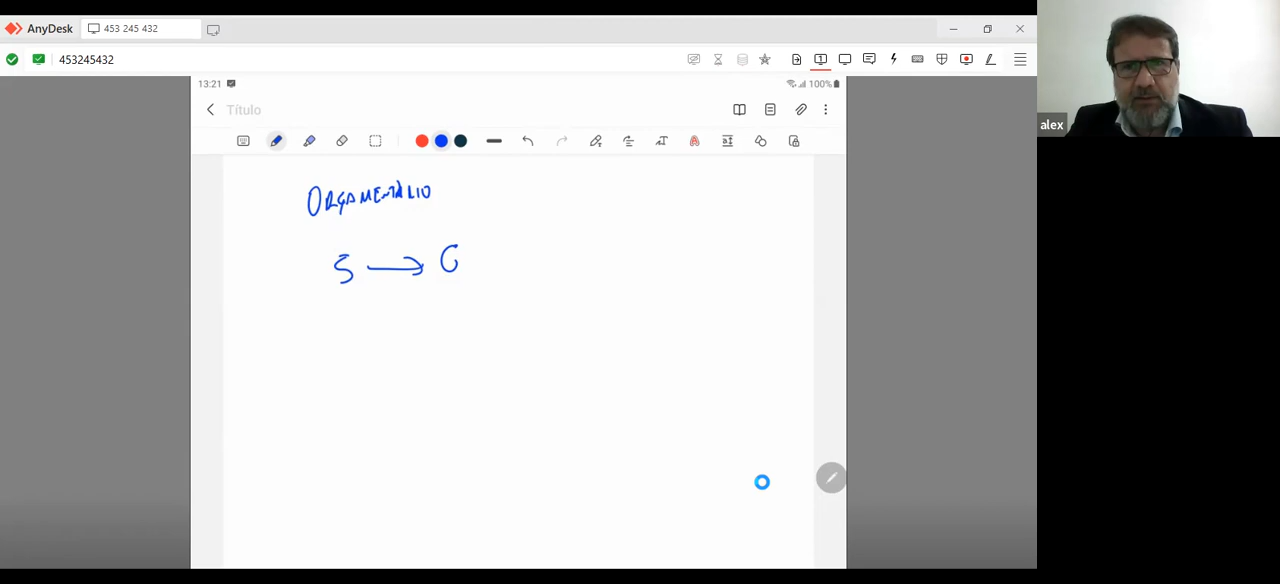 AnyDesk 453 245 432
453245432
alex
13:21 100%
Título
ORÇAMENTÁRIO
S → G